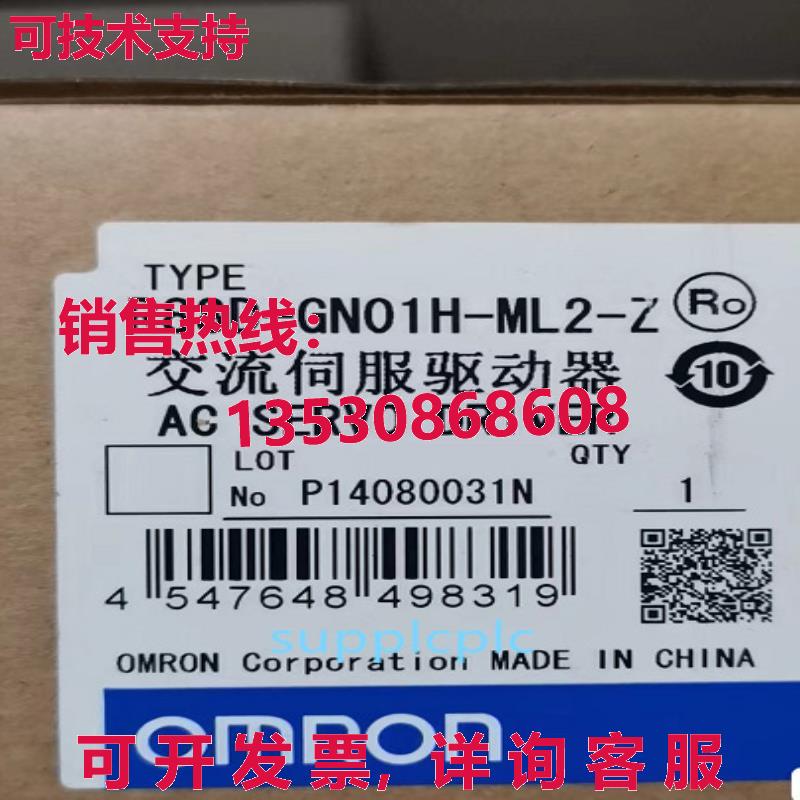 可技术支持
TYPE
GN01H-ML2-Z
Ro
销售热线:
交流伺服驱动器
10
AC SERVO DRIVER
13530868608
LOT
QTY
No P14080031N
1
4 547648 498319
supplcplc
OMRON Corporation MADE IN CHINA
OMRON
可开发票, 详询客服